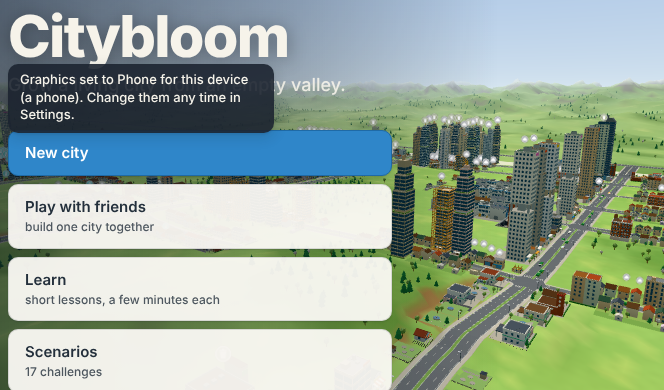 Citybloom
Graphics set to Phone for this device
(a phone). Change them any time in
Settings.
valley.
New city
Play with friends
build one city together
Learn
short lessons, a few minutes each
Scenarios
17 challenges